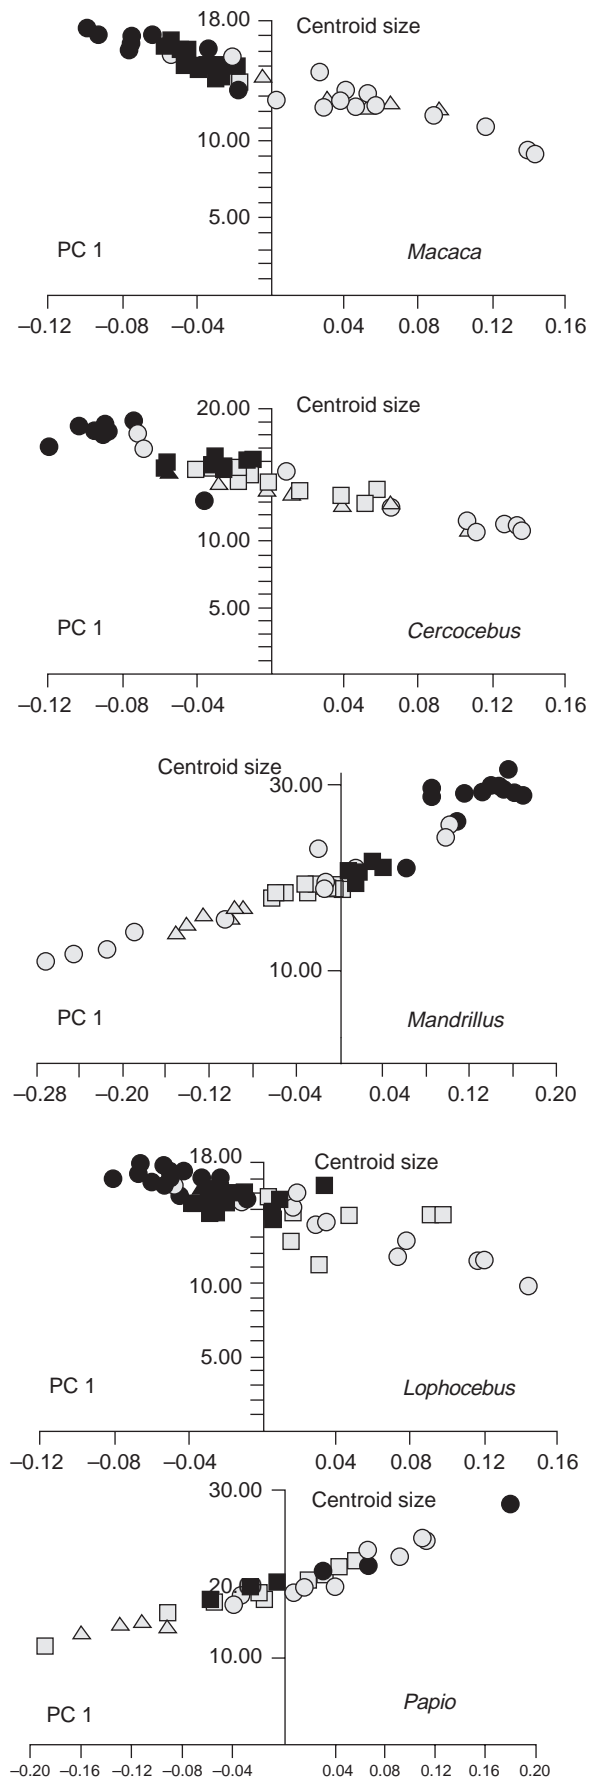 18.00 Centroid size
10.00
5.00
PC 1 Macaca
–0.12 –0.08 –0.04 0.04 0.08 0.12 0.16
20.00 Centroid size
10.00
5.00
PC 1 Cercocebus
–0.12 –0.08 –0.04 0.04 0.08 0.12 0.16
Centroid size
30.00
10.00
PC 1 Mandrillus
–0.28 –0.20 –0.12 –0.04 0.04 0.12 0.20
18.00 Centroid size
10.00
5.00
PC 1 Lophocebus
–0.12 –0.08 –0.04 0.04 0.08 0.12 0.16
30.00 Centroid size
20.
10.00
PC 1 Papio
–0.20 –0.16 –0.12 –0.08 –0.04 0.04 0.08 0.12 0.16 0.20